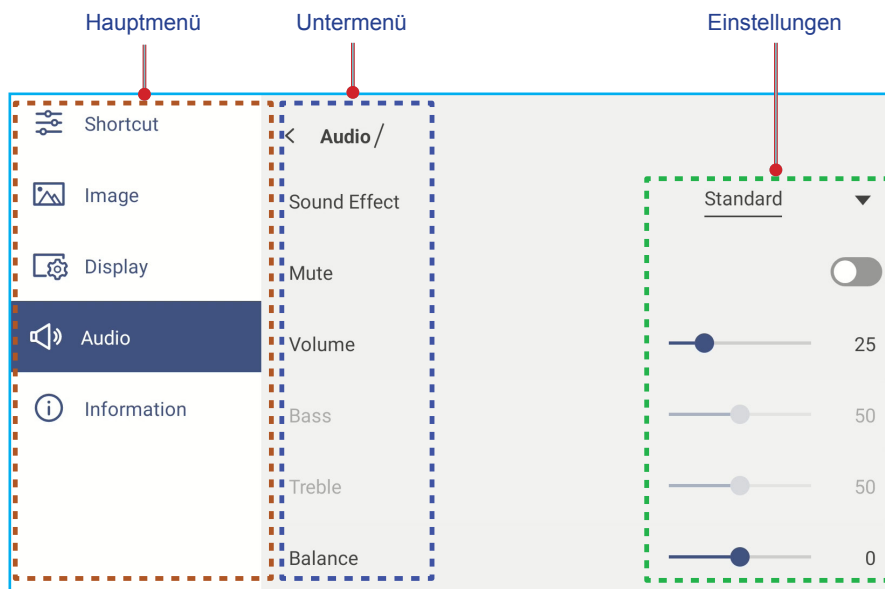 Hauptmenü Untermenü Einstellungen
Shortcut
Image
Display
Audio
Information
< Audio /
Sound Effect Standard
Mute
Volume 25
Bass 50
Treble 50
Balance 0